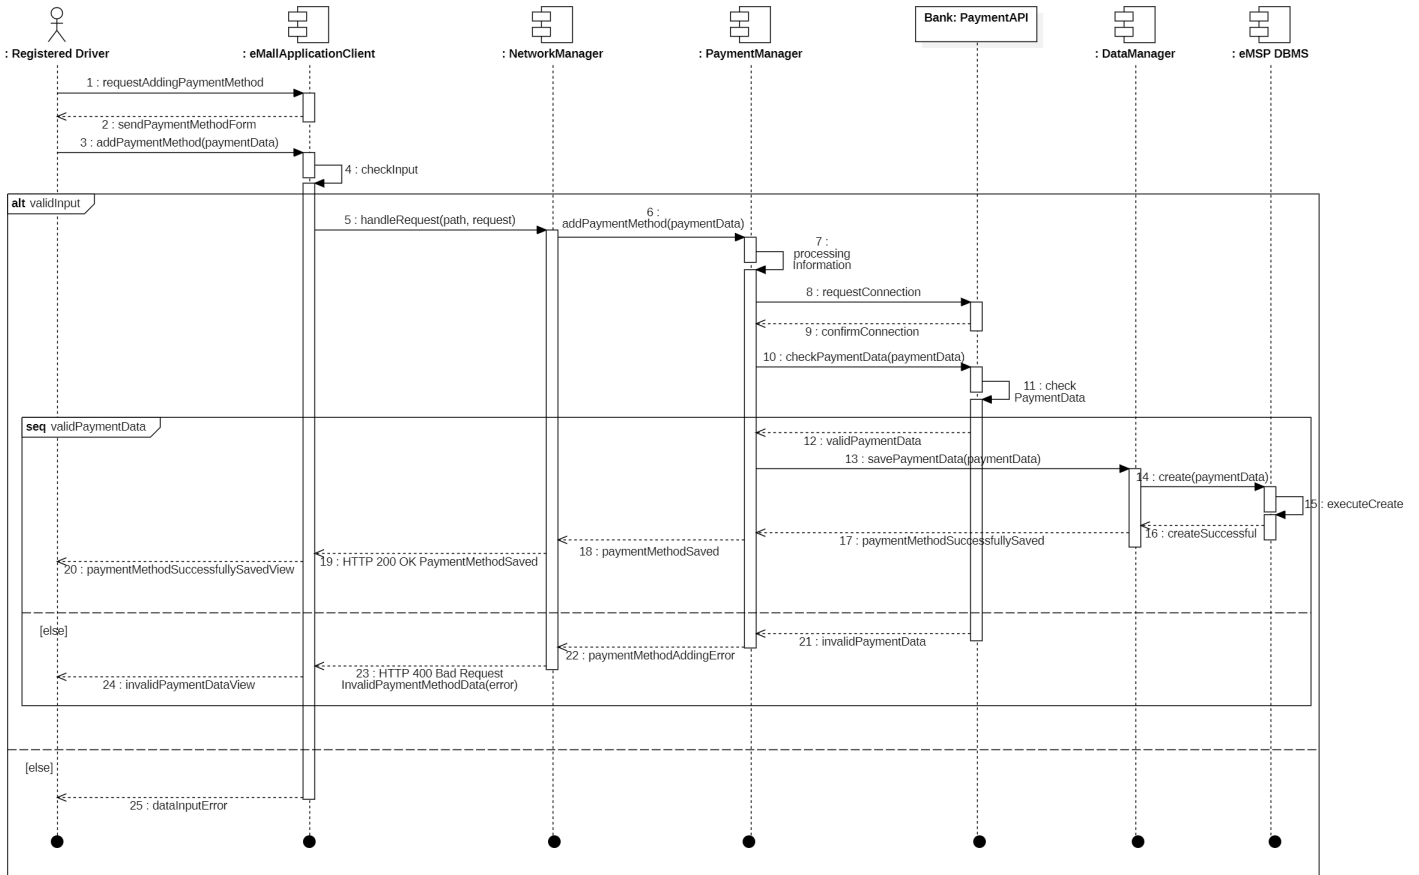 : Registered Driver
: eMallApplicationClient
: NetworkManager
: PaymentManager
Bank: PaymentAPI
: DataManager
: eMSP DBMS
1 : requestAddingPaymentMethod
2 : sendPaymentMethodForm
3 : addPaymentMethod(paymentData)
4 : checkInput
alt validInput
5 : handleRequest(path, request)
6 :
addPaymentMethod(paymentData)
7 :
processing
Information
8 : requestConnection
9 : confirmConnection
10 : checkPaymentData(paymentData)
11 : check
PaymentData
seq validPaymentData
12 : validPaymentData
13 : savePaymentData(paymentData)
14 : create(paymentData)
15 : executeCreate
16 : createSuccessful
17 : paymentMethodSuccessfullySaved
18 : paymentMethodSaved
19 : HTTP 200 OK PaymentMethodSaved
20 : paymentMethodSuccessfullySavedView
[else]
21 : invalidPaymentData
22 : paymentMethodAddingError
23 : HTTP 400 Bad Request
InvalidPaymentMethodData(error)
24 : invalidPaymentDataView
[else]
25 : dataInputError